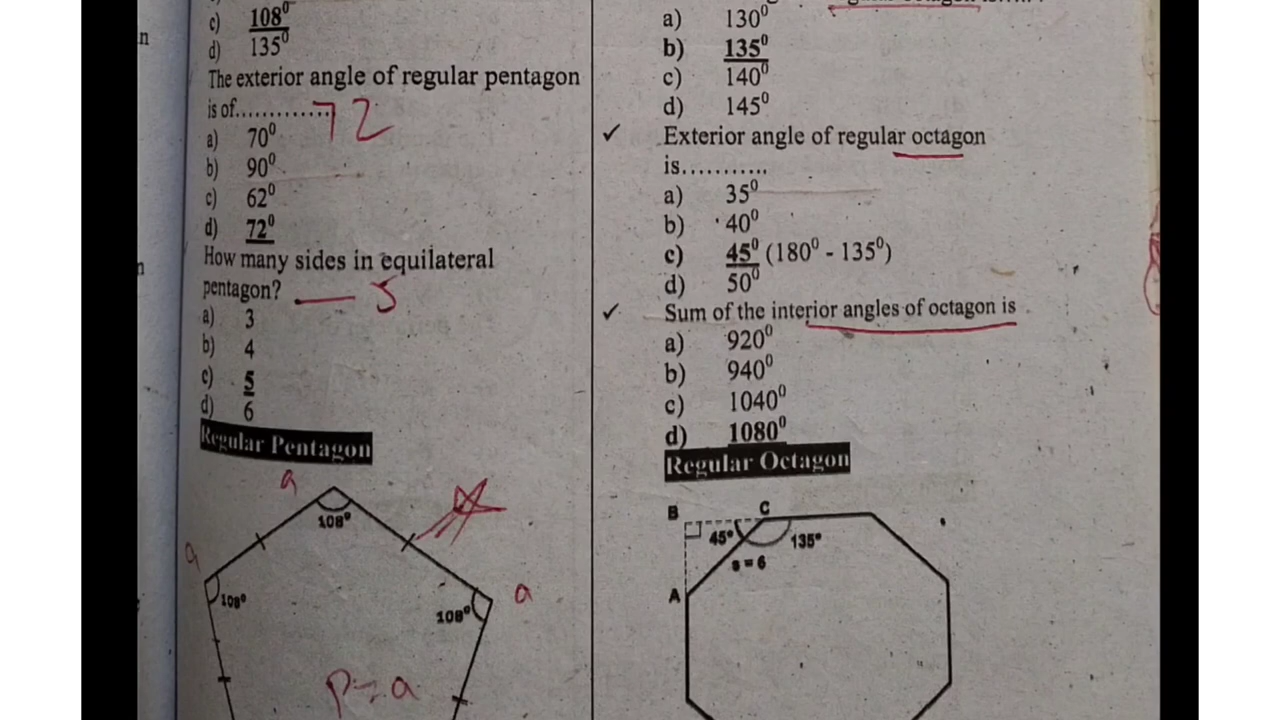 n
c) 108⁰
d) 135⁰
The exterior angle of regular pentagon
is of............. 72
a) 70⁰
b) 90⁰
c) 62⁰
d) 72⁰
How many sides in equilateral
pentagon? 5
a) 3
b) 4
c) 5
d) 6
Regular Pentagon
a
108⁰
a
108⁰
a
108⁰
a) 130⁰
b) 135⁰
c) 140⁰
d) 145⁰
✓ Exterior angle of regular octagon
is...........
a) 35⁰
b) 40⁰
c) 45⁰ (180⁰ - 135⁰)
d) 50⁰
✓ Sum of the interior angles of octagon is
a) 920⁰
b) 940⁰
c) 1040⁰
d) 1080⁰
Regular Octagon
B C
45° 135°
s = 6
A